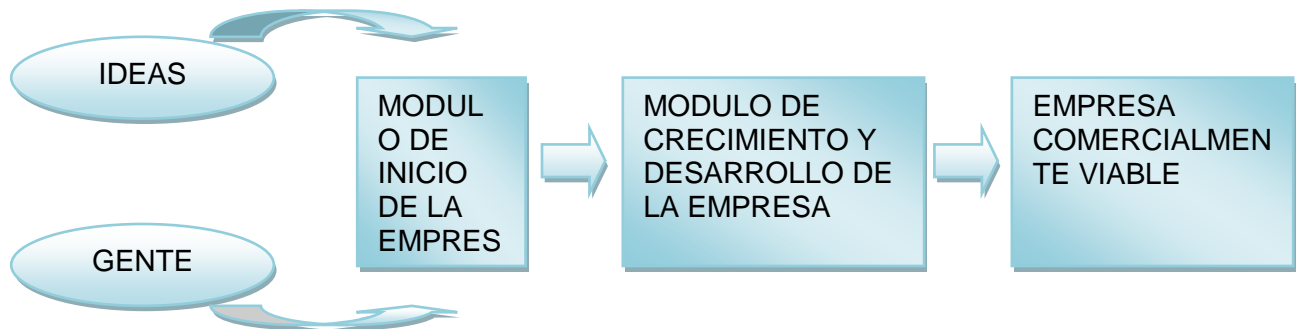 IDEAS
GENTE
MODUL
O DE
INICIO
DE LA
EMPRES
MODULO DE
CRECIMIENTO Y
DESARROLLO DE
LA EMPRESA
EMPRESA
COMERCIALMEN
TE VIABLE